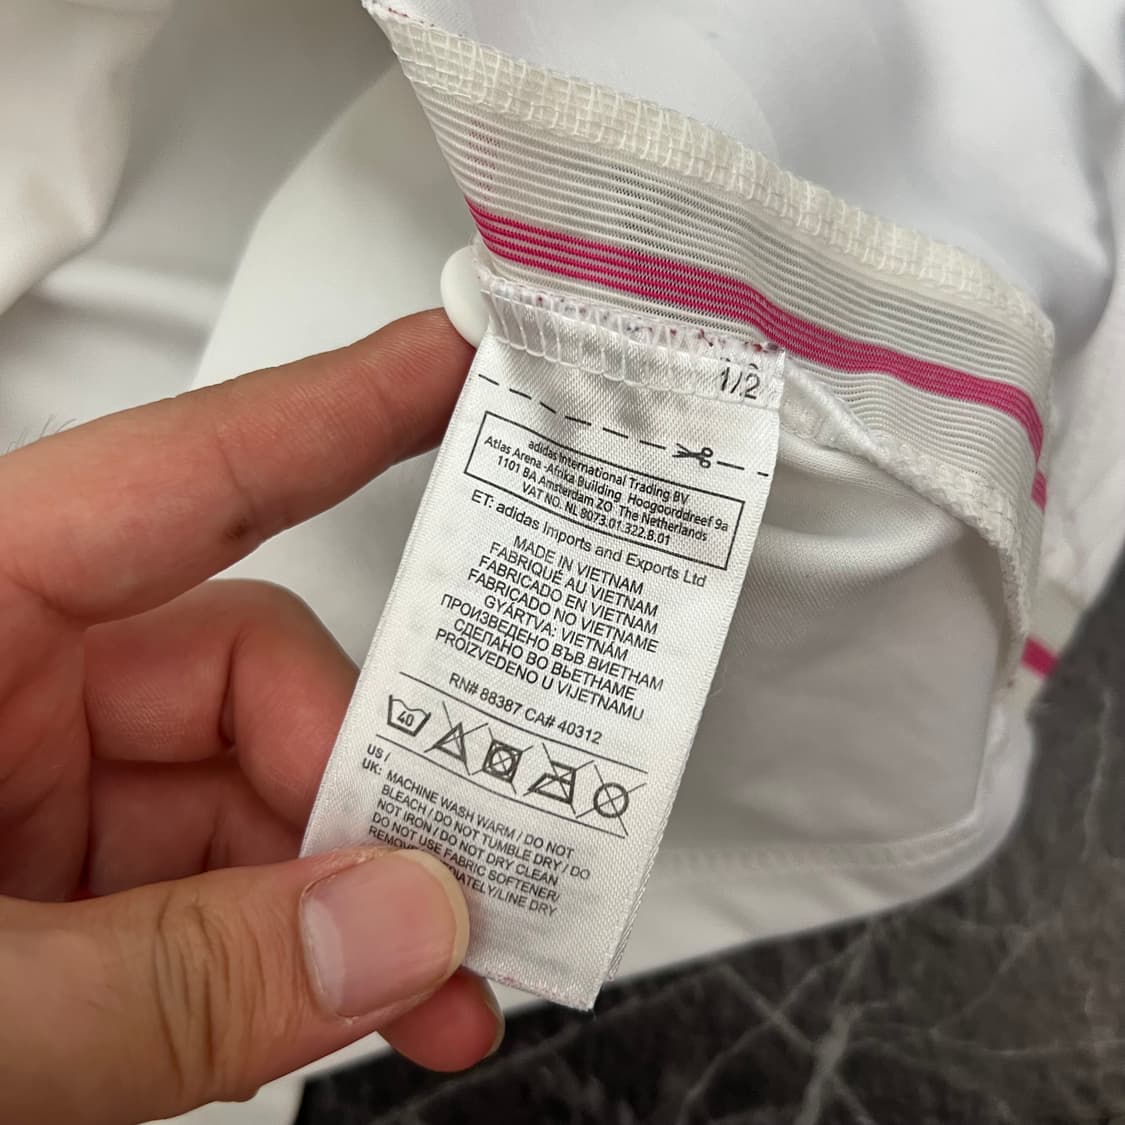 1/2
adidas International Trading BV
Atlas Arena -Afrika Building Hoogoorddreef 9a
1101 BA Amsterdam ZO The Netherlands
VAT NO. NL 8073.01.322.B.01
ET: adidas Imports and Exports Ltd
MADE IN VIETNAM
FABRIQUÉ AU VIETNAM
FABRICADO EN VIETNAM
FABRICADO NO VIETNAME
GYÁRTVA: VIETNÁM
ПРОИЗВЕДЕНО ВЪВ ВИЕТНАМ
СДЕЛАНО ВО ВЬЕТНАМЕ
PROIZVEDENO U VIJETNAMU
RN# 88387 CA# 40312
40
US /
UK: MACHINE WASH WARM / DO NOT
BLEACH / DO NOT TUMBLE DRY / DO
NOT IRON / DO NOT DRY CLEAN
DO NOT USE FABRIC SOFTENER/
REMOVE
/LINE DRY